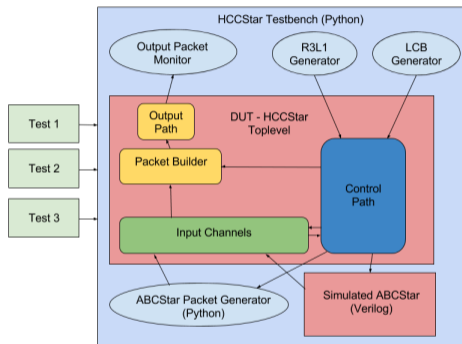 HCCStar Testbench (Python)
Output Packet
Monitor
R3L1
Generator
LCB
Generator
Test 1
Test 2
Test 3
Output
Path
DUT - HCCStar
Toplevel
Packet Builder
Control
Path
Input Channels
ABCStar Packet Generator
(Python)
Simulated ABCStar
(Verilog)